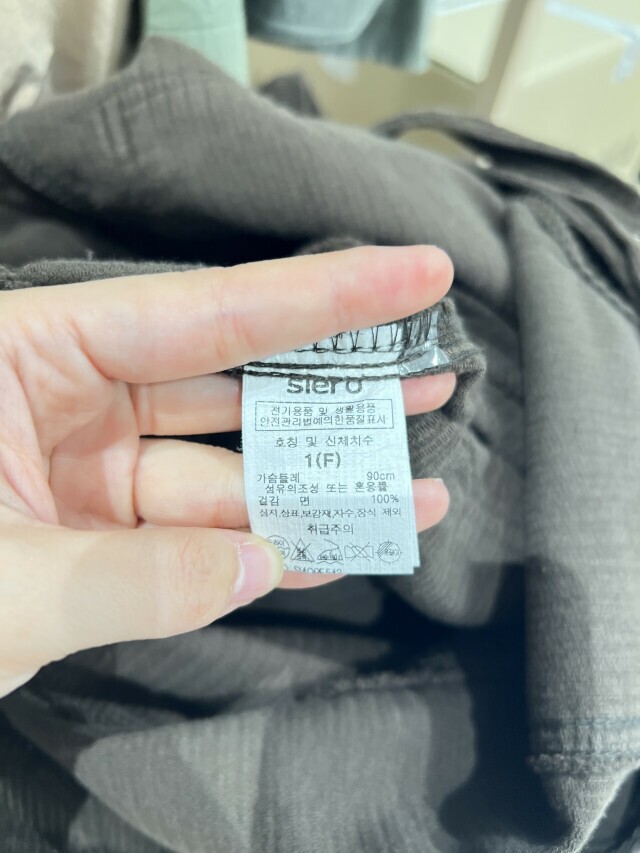 siero
전기용품 및 생활용품
안전관리법에의한품질표시
호칭 및 신체치수
1(F)
가슴둘레 90cm
섬유의조성 또는 혼용률
겉감 면 100%
심지,상표,보강재,자수,장식 제외
취급주의